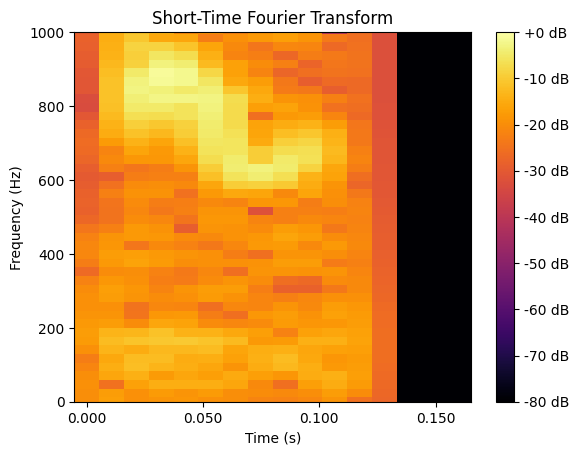 Short-Time Fourier Transform
1000
800
600
400
200
0
Frequency (Hz)
0.000
0.050
0.100
0.150
Time (s)
+0 dB
-10 dB
-20 dB
-30 dB
-40 dB
-50 dB
-60 dB
-70 dB
-80 dB